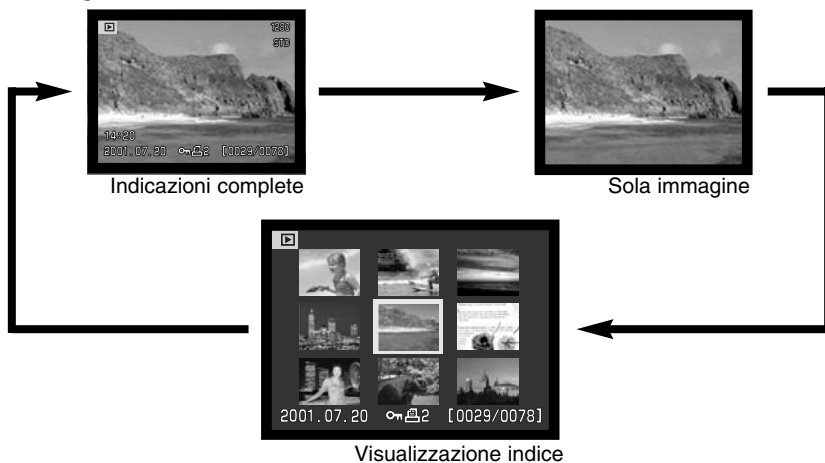 1280
STD
14:20
2001.07.20 2 [0029/0078]
Indicazioni complete
Sola immagine
2001.07.20 2 [0029/0078]
Visualizzazione indice